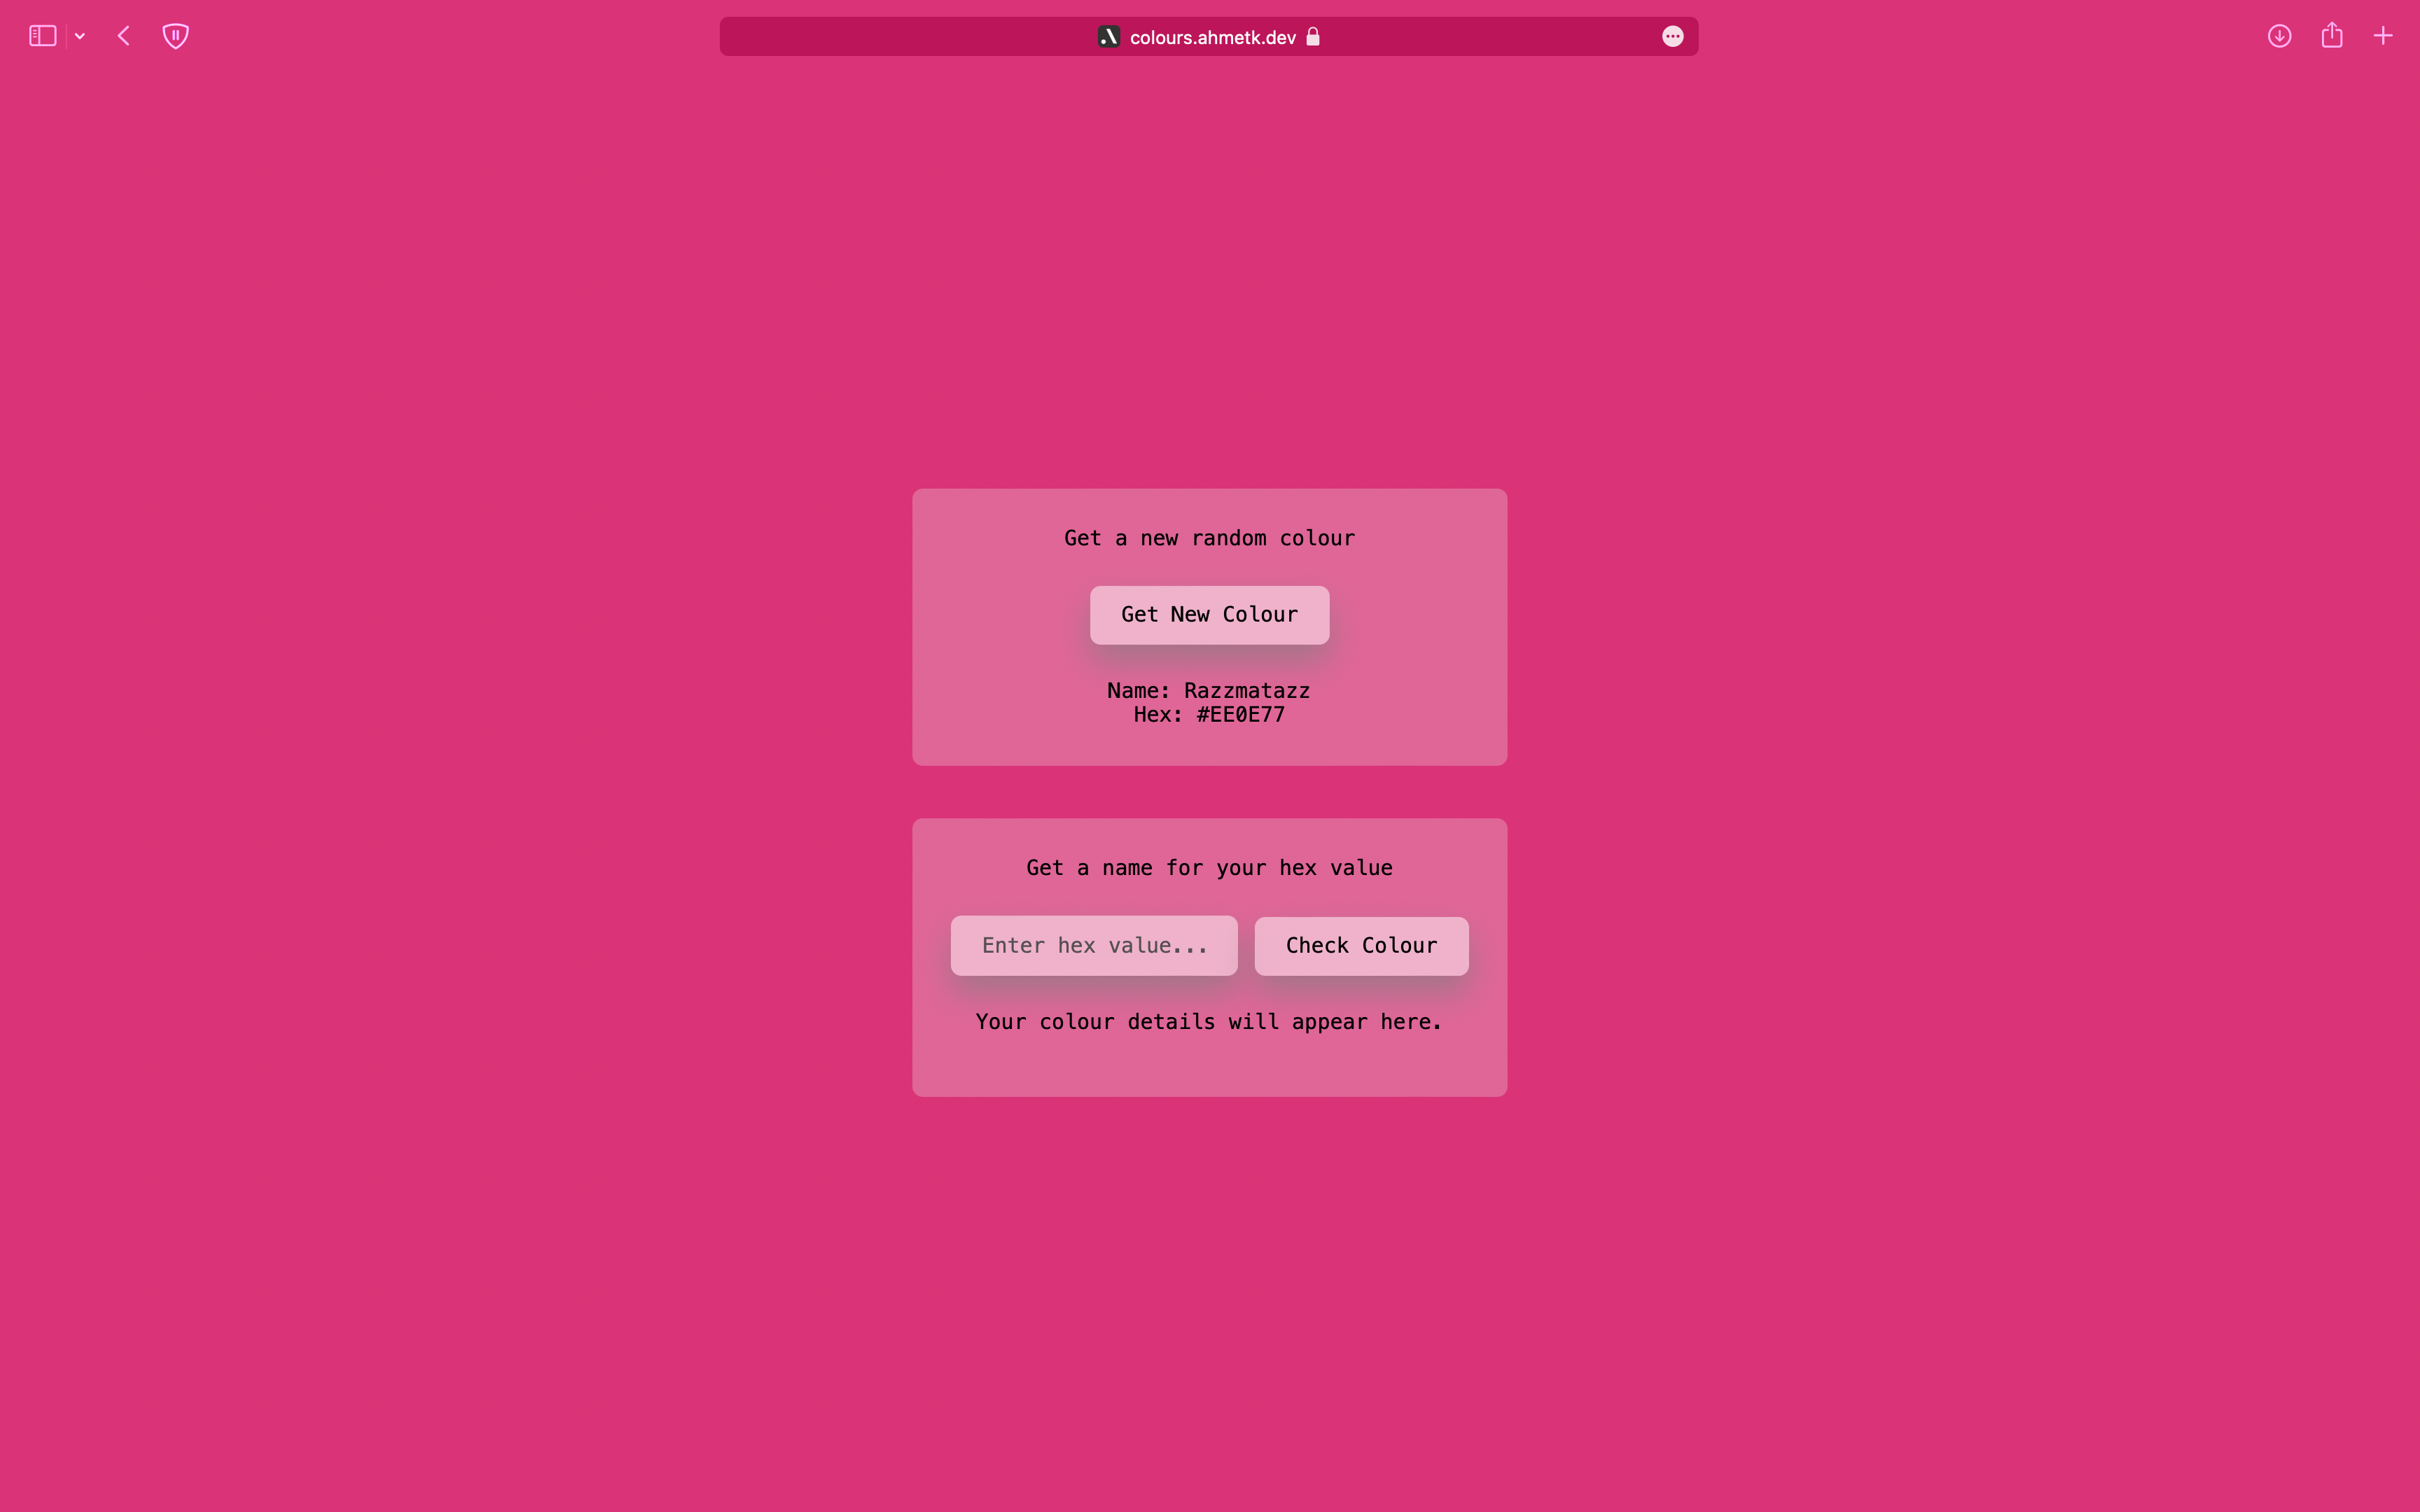 colours.ahmetk.dev
Get a new random colour
Get New Colour
Name: Razzmatazz
Hex: #EE0E77
Get a name for your hex value
Enter hex value... Check Colour
Your colour details will appear here.